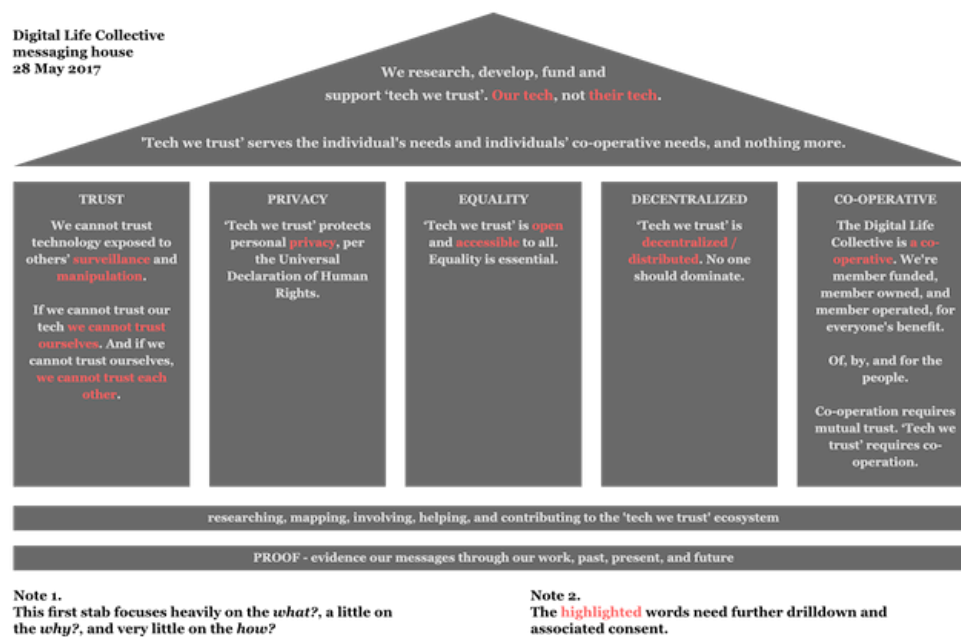 Digital Life Collective
messaging house
28 May 2017
We research, develop, fund and
support ‘tech we trust’. Our tech, not their tech.
'Tech we trust’ serves the individual's needs and individuals’ co-operative needs, and nothing more.
TRUST
We cannot trust
technology exposed to
others’ surveillance and
manipulation.
If we cannot trust our
tech we cannot trust
ourselves. And if we
cannot trust ourselves,
we cannot trust each
other.
PRIVACY
‘Tech we trust’ protects
personal privacy, per
the Universal
Declaration of Human
Rights.
EQUALITY
‘Tech we trust’ is open
and accessible to all.
Equality is essential.
DECENTRALIZED
‘Tech we trust’ is
decentralized /
distributed. No one
should dominate.
CO-OPERATIVE
The Digital Life
Collective is a co-
operative. We're
member funded,
member owned, and
member operated, for
everyone's benefit.
Of, by, and for the
people.
Co-operation requires
mutual trust. ‘Tech we
trust’ requires co-
operation.
researching, mapping, involving, helping, and contributing to the 'tech we trust' ecosystem
PROOF - evidence our messages through our work, past, present, and future
Note 1.
This first stab focuses heavily on the what?, a little on
the why?, and very little on the how?
Note 2.
The highlighted words need further drilldown and
associated consent.